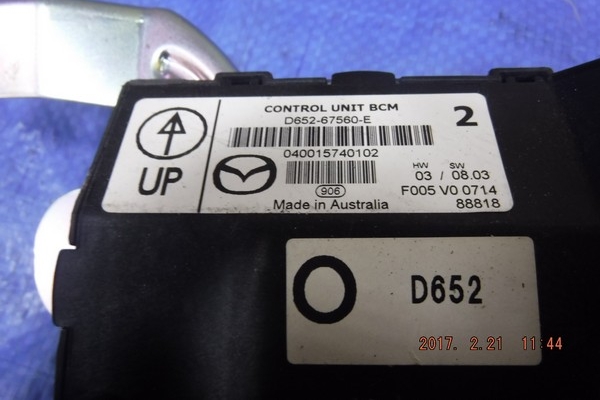 CONTROL UNIT BCM
2
D652-67560-E
040015740102
UP
906
HW SW
03 / 08.03
F005 V0 0714
Made in Australia
88818
O D652
2017. 2.21 11:44